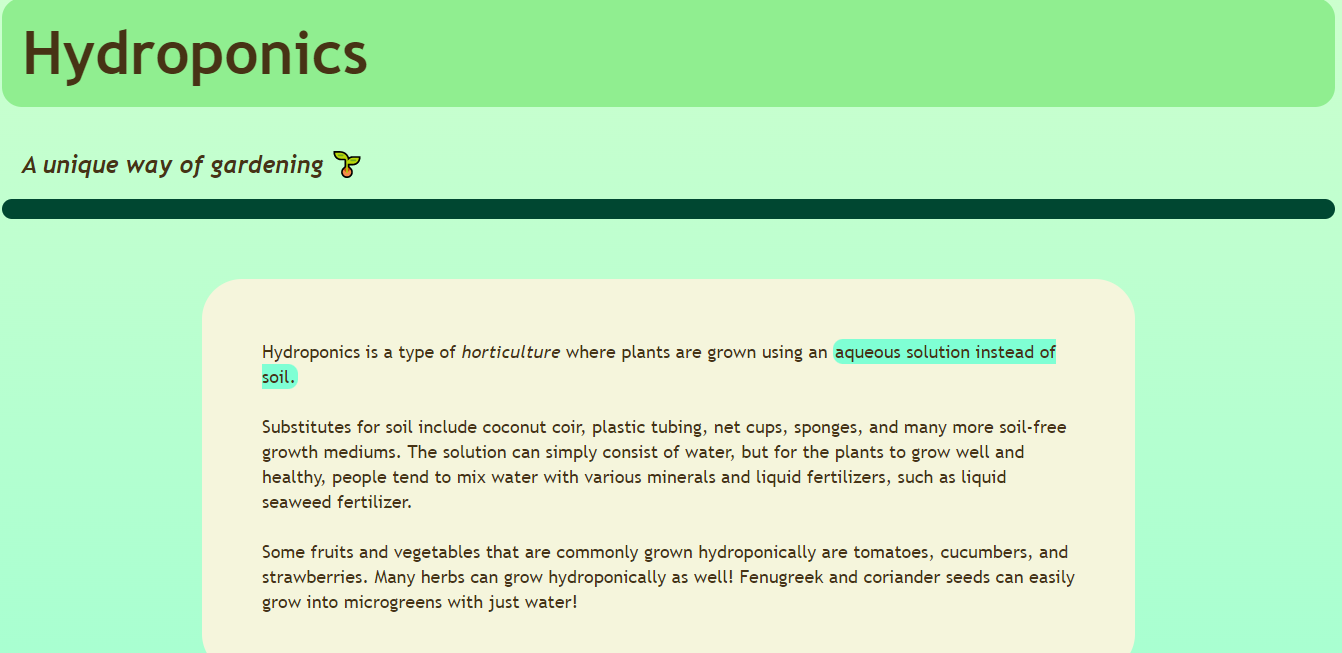 Hydroponics
A unique way of gardening 🌱
Hydroponics is a type of horticulture where plants are grown using an aqueous solution instead of
soil.
Substitutes for soil include coconut coir, plastic tubing, net cups, sponges, and many more soil-free
growth mediums. The solution can simply consist of water, but for the plants to grow well and
healthy, people tend to mix water with various minerals and liquid fertilizers, such as liquid
seaweed fertilizer.
Some fruits and vegetables that are commonly grown hydroponically are tomatoes, cucumbers, and
strawberries. Many herbs can grow hydroponically as well! Fenugreek and coriander seeds can easily
grow into microgreens with just water!